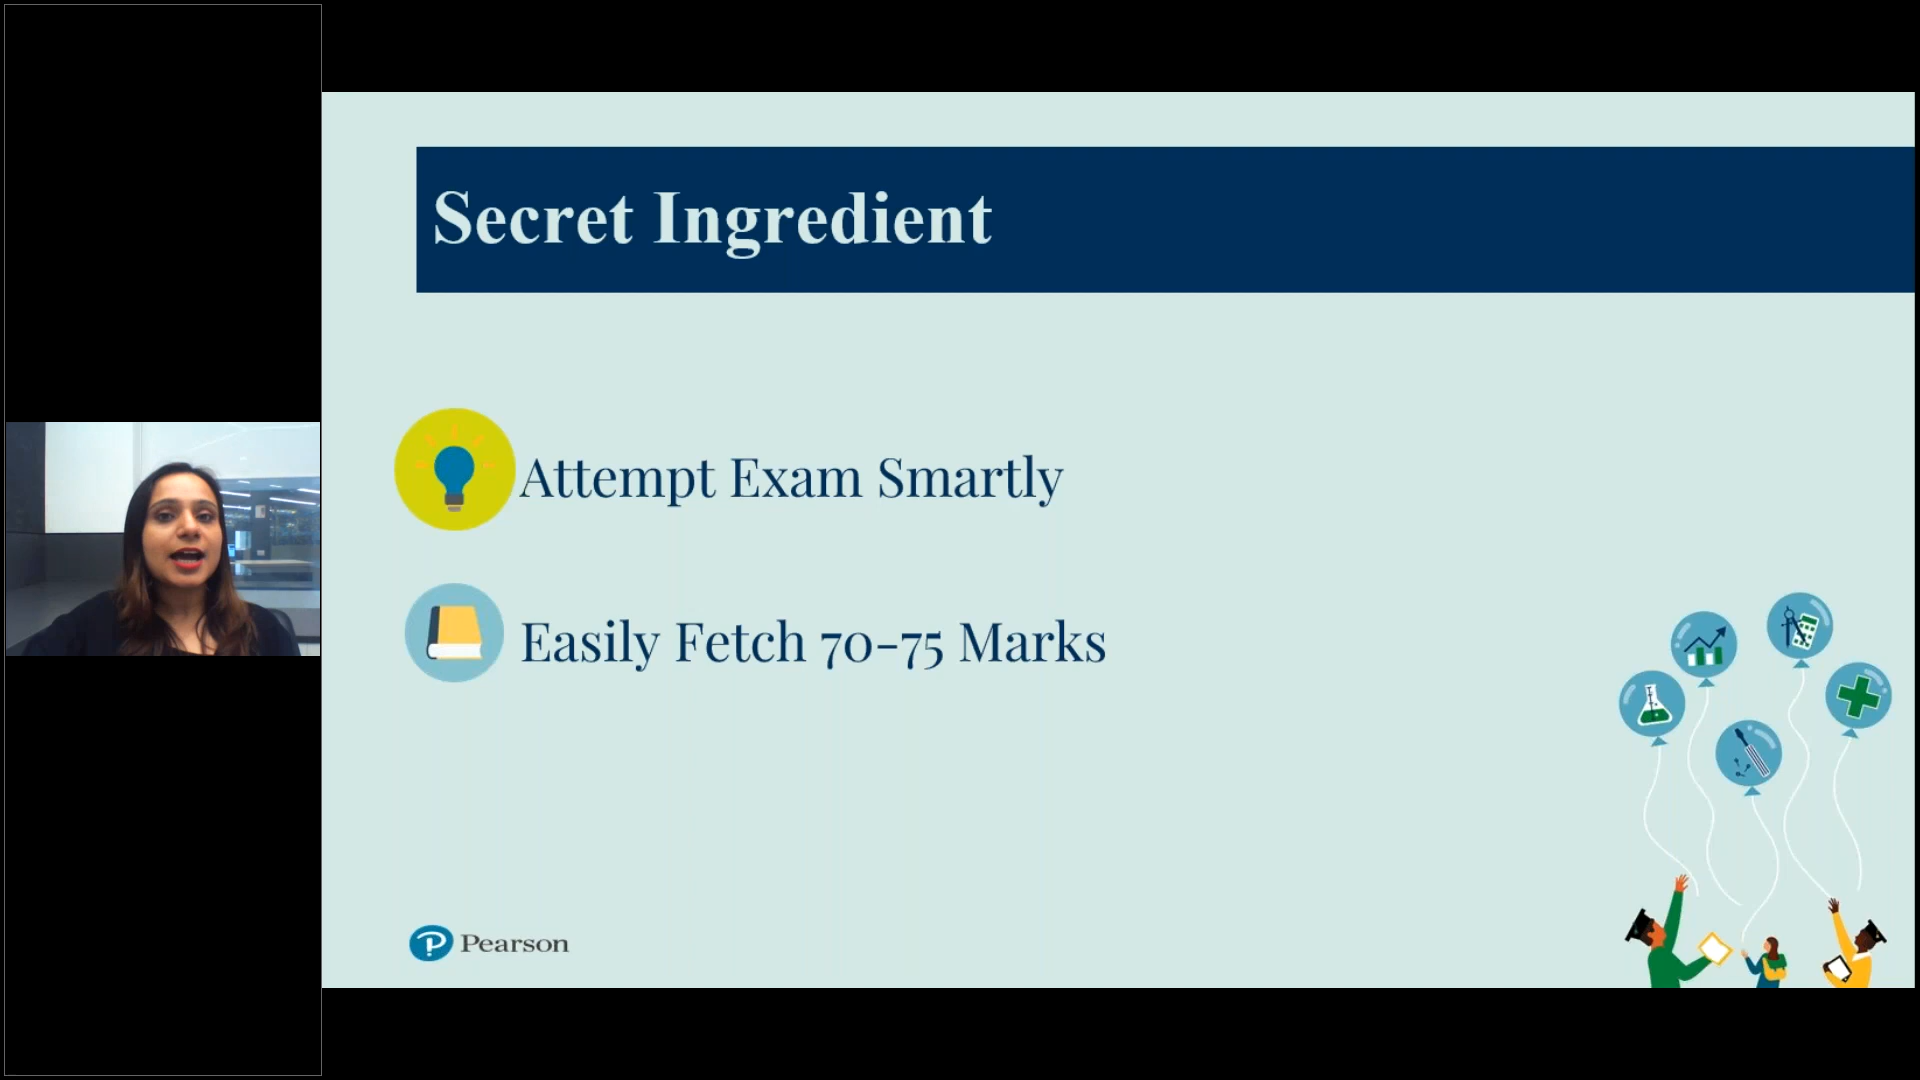 Secret Ingredient
Attempt Exam Smartly
Easily Fetch 70-75 Marks
Pearson